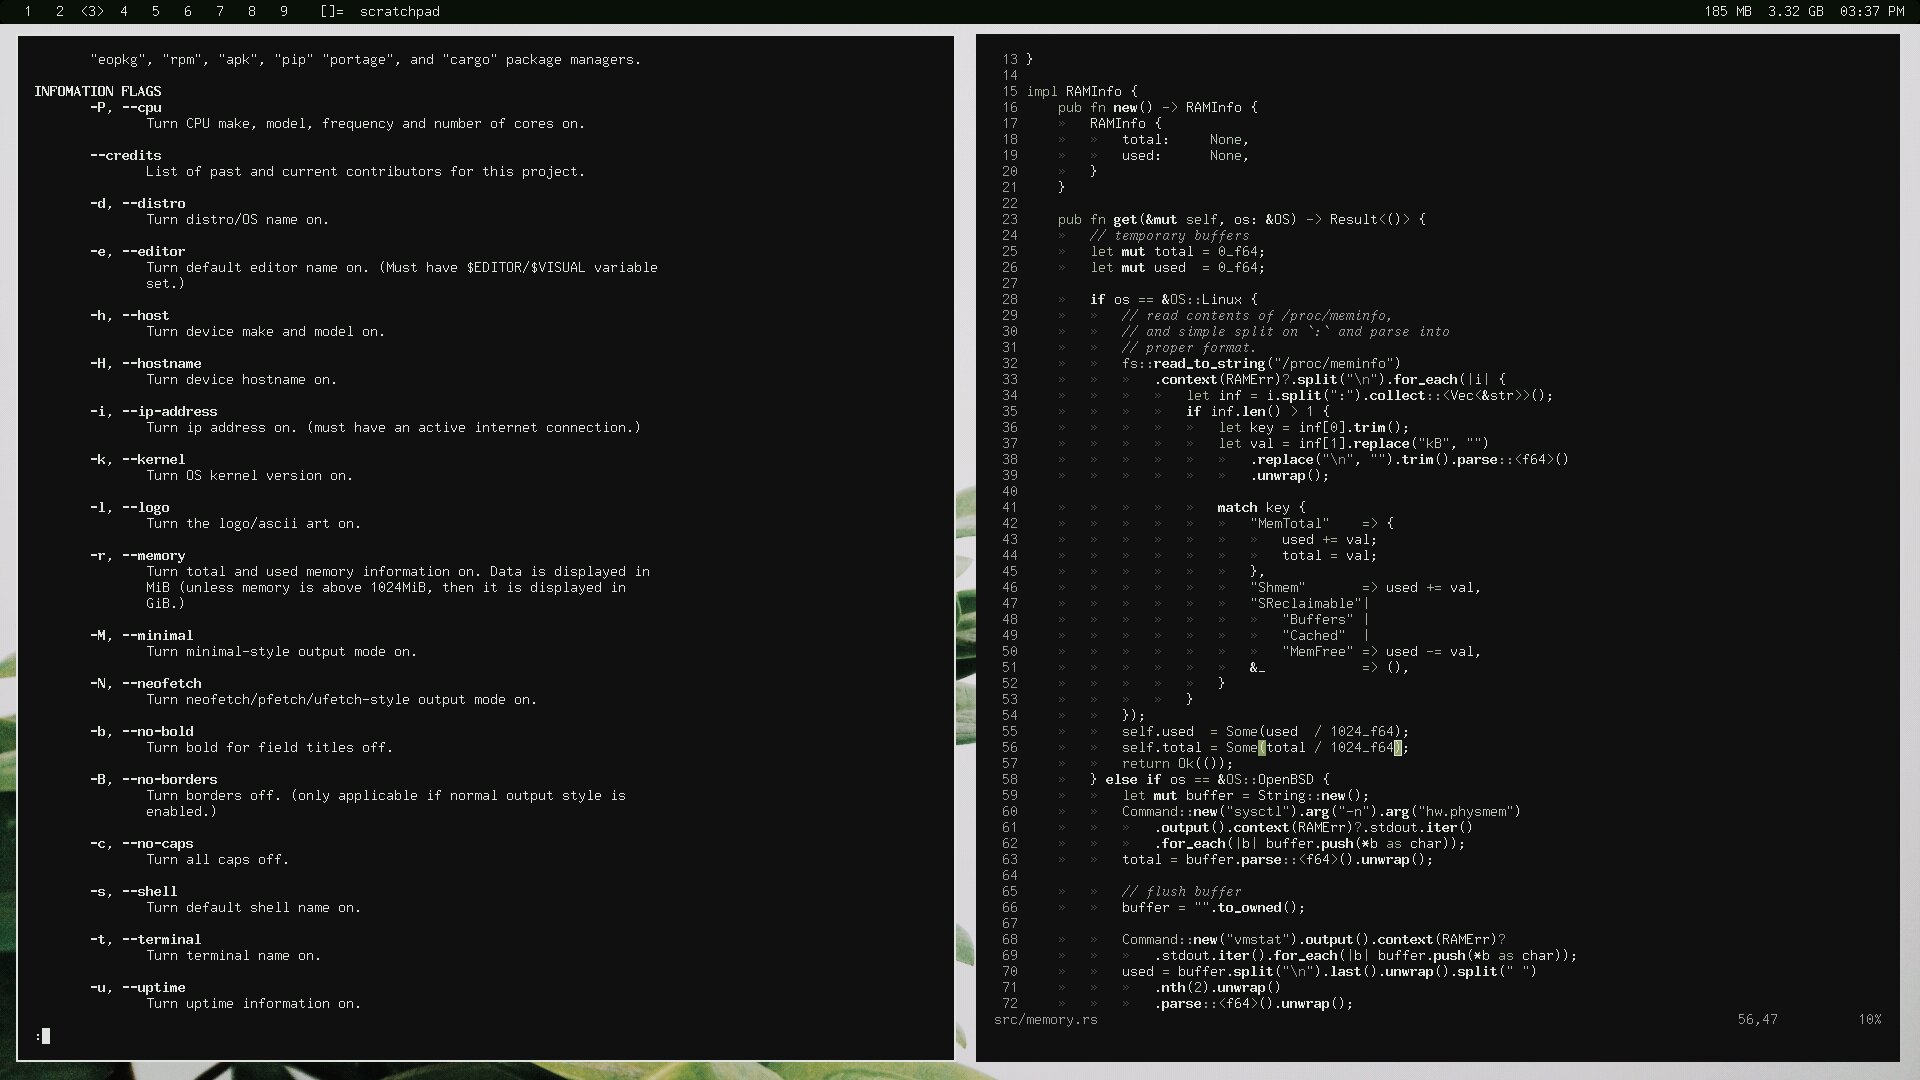 1 2 <3> 4 5 6 7 8 9 []= scratchpad 185 MB 3.32 GB 03:37 PM
"eopkg", "rpm", "apk", "pip" "portage", and "cargo" package managers.
INFOMATION FLAGS
-P, --cpu
Turn CPU make, model, frequency and number of cores on.
--credits
List of past and current contributors for this project.
-d, --distro
Turn distro/OS name on.
-e, --editor
Turn default editor name on. (Must have $EDITOR/$VISUAL variable
set.)
-h, --host
Turn device make and model on.
-H, --hostname
Turn device hostname on.
-i, --ip-address
Turn ip address on. (must have an active internet connection.)
-k, --kernel
Turn OS kernel version on.
-l, --logo
Turn the logo/ascii art on.
-r, --memory
Turn total and used memory information on. Data is displayed in
MiB (unless memory is above 1024MiB, then it is displayed in
GiB.)
-M, --minimal
Turn minimal-style output mode on.
-N, --neofetch
Turn neofetch/pfetch/ufetch-style output mode on.
-b, --no-bold
Turn bold for field titles off.
-B, --no-borders
Turn borders off. (only applicable if normal output style is
enabled.)
-c, --no-caps
Turn all caps off.
-s, --shell
Turn default shell name on.
-t, --terminal
Turn terminal name on.
-u, --uptime
Turn uptime information on.
:
13 }
14
15 impl RAMInfo {
16     pub fn new() -> RAMInfo {
17     »   RAMInfo {
18     »   »   total:     None,
19     »   »   used:      None,
20     »   }
21     }
22
23     pub fn get(&mut self, os: &OS) -> Result<()> {
24     »   // temporary buffers
25     »   let mut total = 0_f64;
26     »   let mut used  = 0_f64;
27
28     »   if os == &OS::Linux {
29     »   »   // read contents of /proc/meminfo,
30     »   »   // and simple split on `:` and parse into
31     »   »   // proper format.
32     »   »   fs::read_to_string("/proc/meminfo")
33     »   »   »   .context(RAMErr)?.split("\n").for_each(|i| {
34     »   »   »   »   let inf = i.split(":").collect::<Vec<&str>>();
35     »   »   »   »   if inf.len() > 1 {
36     »   »   »   »   »   let key = inf[0].trim();
37     »   »   »   »   »   let val = inf[1].replace("kB", "")
38     »   »   »   »   »   »   .replace("\n", "").trim().parse::<f64>()
39     »   »   »   »   »   »   .unwrap();
40
41     »   »   »   »   »   match key {
42     »   »   »   »   »   »   "MemTotal"    => {
43     »   »   »   »   »   »   »   used += val;
44     »   »   »   »   »   »   »   total = val;
45     »   »   »   »   »   »   },
46     »   »   »   »   »   »   "Shmem"       => used += val,
47     »   »   »   »   »   »   "SReclaimable"|
48     »   »   »   »   »   »   »   "Buffers" |
49     »   »   »   »   »   »   »   "Cached"  |
50     »   »   »   »   »   »   »   "MemFree" => used -= val,
51     »   »   »   »   »   »   &_            => (),
52     »   »   »   »   »   }
53     »   »   »   »   }
54     »   »   });
55     »   »   self.used  = Some(used  / 1024_f64);
56     »   »   self.total = Some(total / 1024_f64);
57     »   »   return Ok(());
58     »   } else if os == &OS::OpenBSD {
59     »   »   let mut buffer = String::new();
60     »   »   Command::new("sysctl").arg("-n").arg("hw.physmem")
61     »   »   »   .output().context(RAMErr)?.stdout.iter()
62     »   »   »   .for_each(|b| buffer.push(*b as char));
63     »   »   total = buffer.parse::<f64>().unwrap();
64
65     »   »   // flush buffer
66     »   »   buffer = "".to_owned();
67
68     »   »   Command::new("vmstat").output().context(RAMErr)?
69     »   »   »   .stdout.iter().for_each(|b| buffer.push(*b as char));
70     »   »   used = buffer.split("\n").last().unwrap().split(" ")
71     »   »   »   .nth(2).unwrap()
72     »   »   »   .parse::<f64>().unwrap();
src/memory.rs 56,47 10%